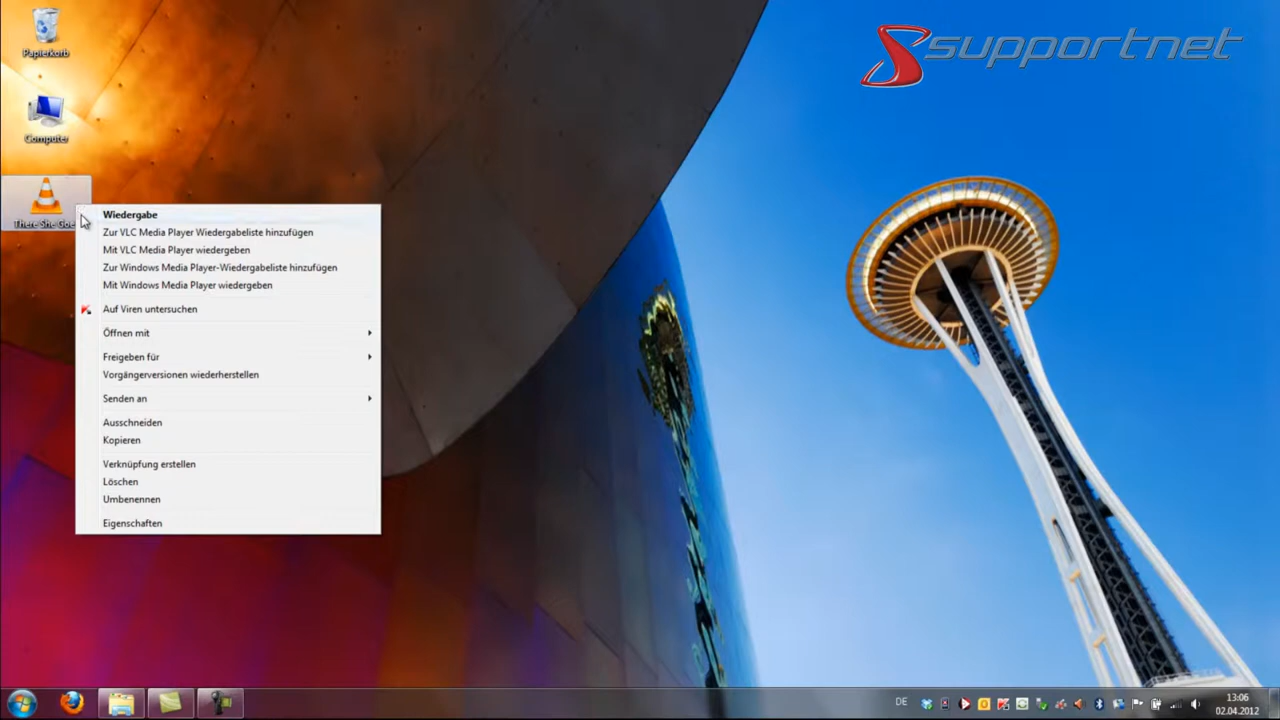 Papierkorb
supportnet
Computer
There She Goe
Wiedergabe
Zur VLC Media Player Wiedergabeliste hinzufügen
Mit VLC Media Player wiedergeben
Zur Windows Media Player-Wiedergabeliste hinzufügen
Mit Windows Media Player wiedergeben
Auf Viren untersuchen
Öffnen mit
Freigeben für
Vorgängerversionen wiederherstellen
Senden an
Ausschneiden
Kopieren
Verknüpfung erstellen
Löschen
Umbenennen
Eigenschaften
DE
13:06
02.04.2012